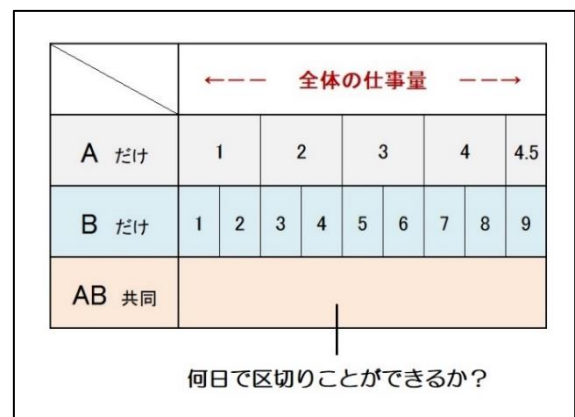 ←−−− 全体の仕事量 −−−→
A だけ 1 2 3 4 4.5
B だけ 1 2 3 4 5 6 7 8 9
AB 共同
何日で区切りことができるか？